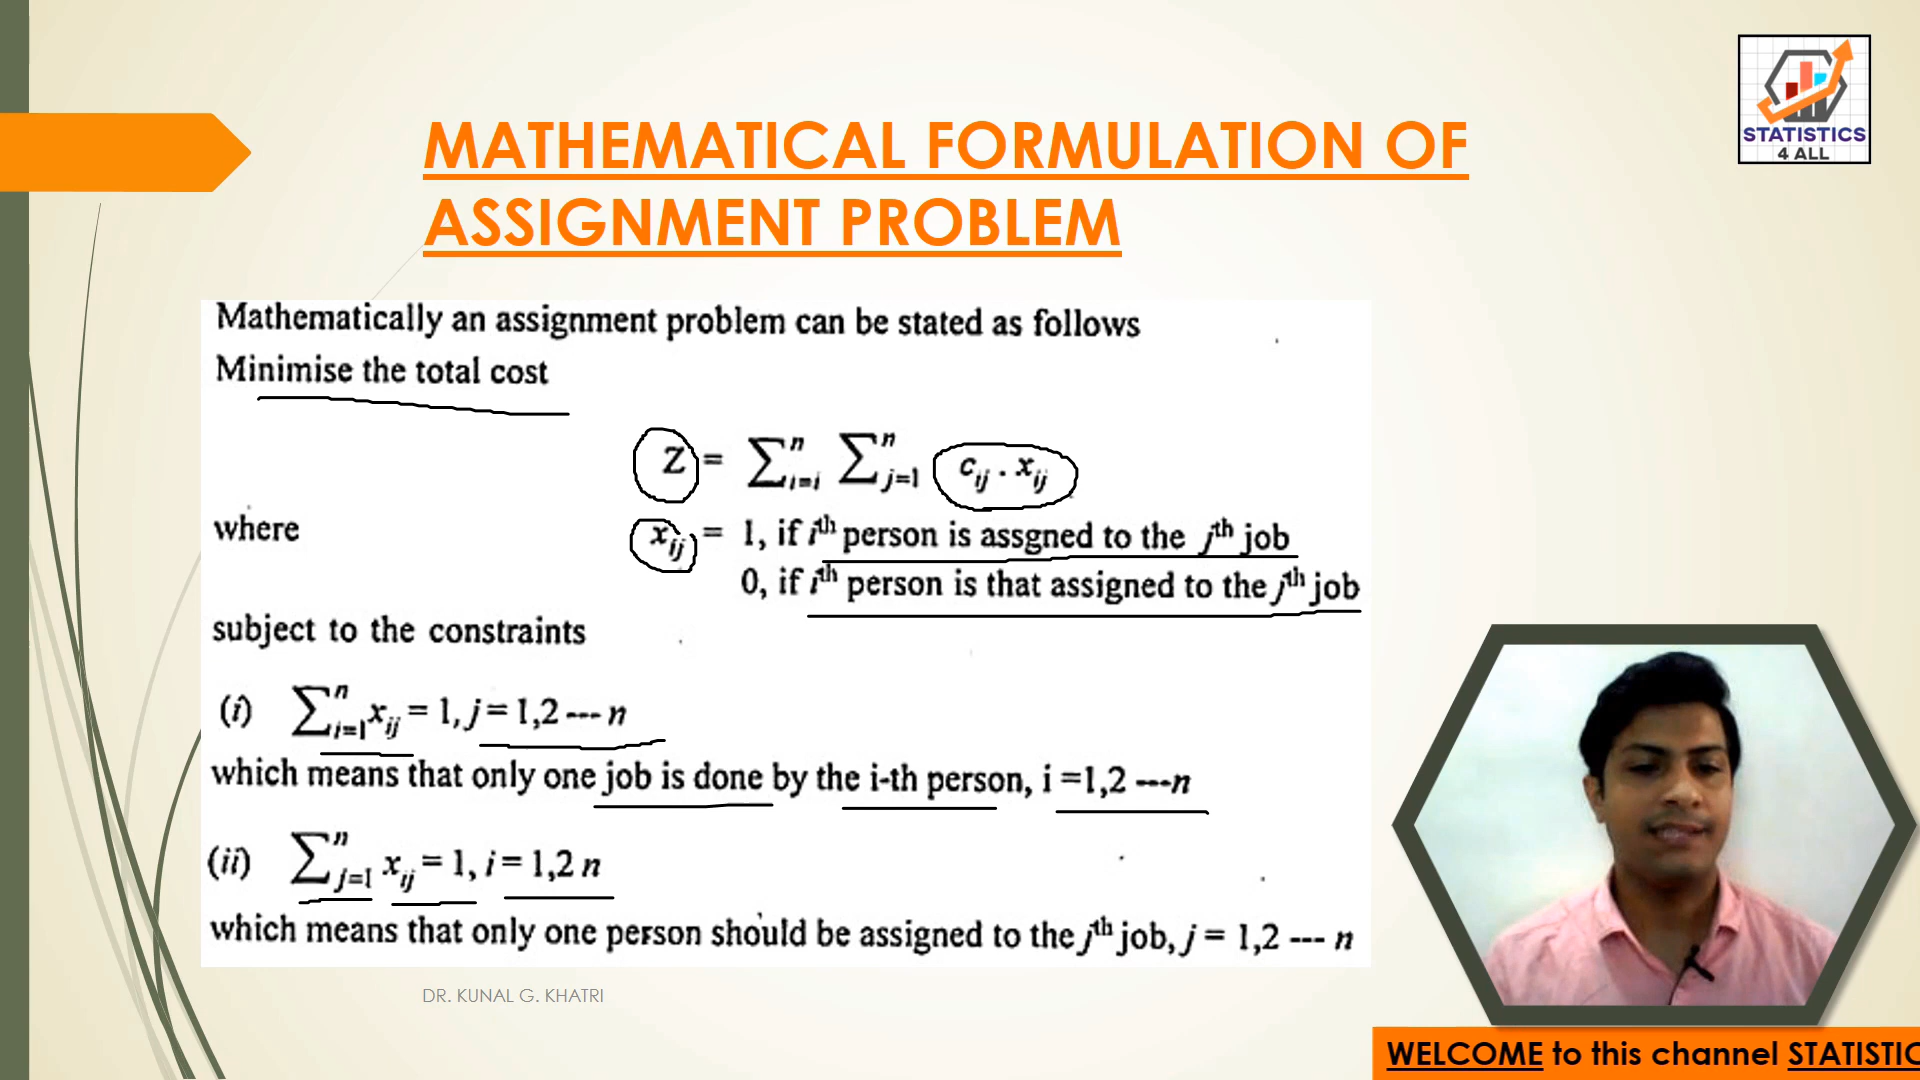 STATISTICS
4 ALL
MATHEMATICAL FORMULATION OF
ASSIGNMENT PROBLEM
Mathematically an assignment problem can be stated as follows
Minimise the total cost
Z = ∑ⁿᵢ₌ᵢ ∑ⁿⱼ₌₁ cᵢⱼ . xᵢⱼ
where xᵢⱼ = 1, if iᵗʰ person is assgned to the jᵗʰ job
0, if iᵗʰ person is that assigned to the jᵗʰ job
subject to the constraints
(i) ∑ⁿᵢ₌₁ xᵢⱼ = 1, j = 1,2 --- n
which means that only one job is done by the i-th person, i =1,2 ---n
(ii) ∑ⁿⱼ₌₁ xᵢⱼ = 1, i = 1,2 n
which means that only one person should be assigned to the jᵗʰ job, j = 1,2 --- n
DR. KUNAL G. KHATRI
WELCOME to this channel STATISTIC